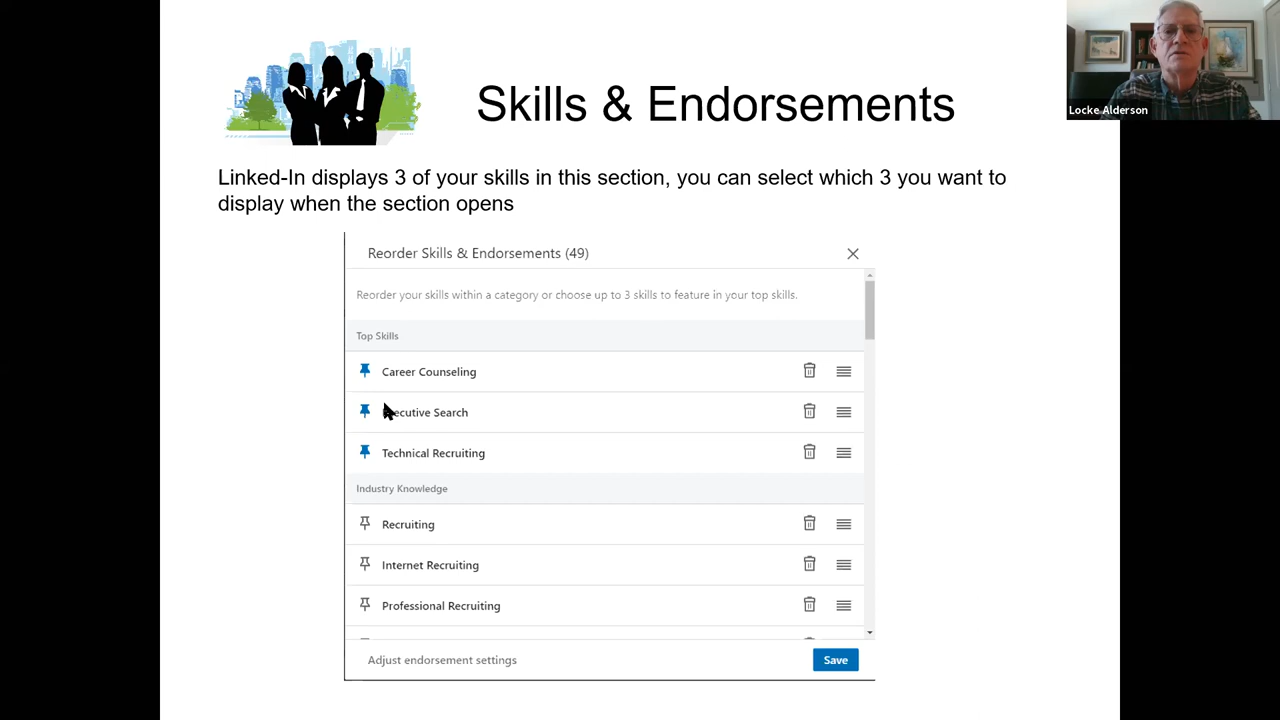 Skills & Endorsements
Locke Alderson
Linked-In displays 3 of your skills in this section, you can select which 3 you want to
display when the section opens
Reorder Skills & Endorsements (49)
Reorder your skills within a category or choose up to 3 skills to feature in your top skills.
Top Skills
Career Counseling
ecutive Search
Technical Recruiting
Industry Knowledge
Recruiting
Internet Recruiting
Professional Recruiting
Adjust endorsement settings
Save